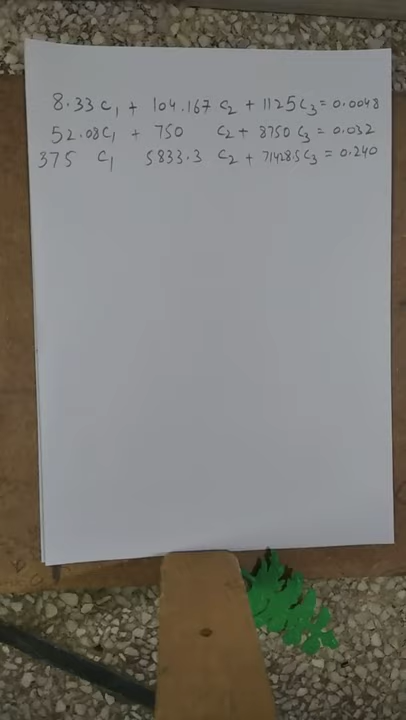 8.33 c₁ + 104.167 c₂ + 1125 c₃ = 0.0048
52.08 c₁ + 750 c₂ + 8750 c₃ = 0.032
375 c₁ 5833.3 c₂ + 71428.5 c₃ = 0.240